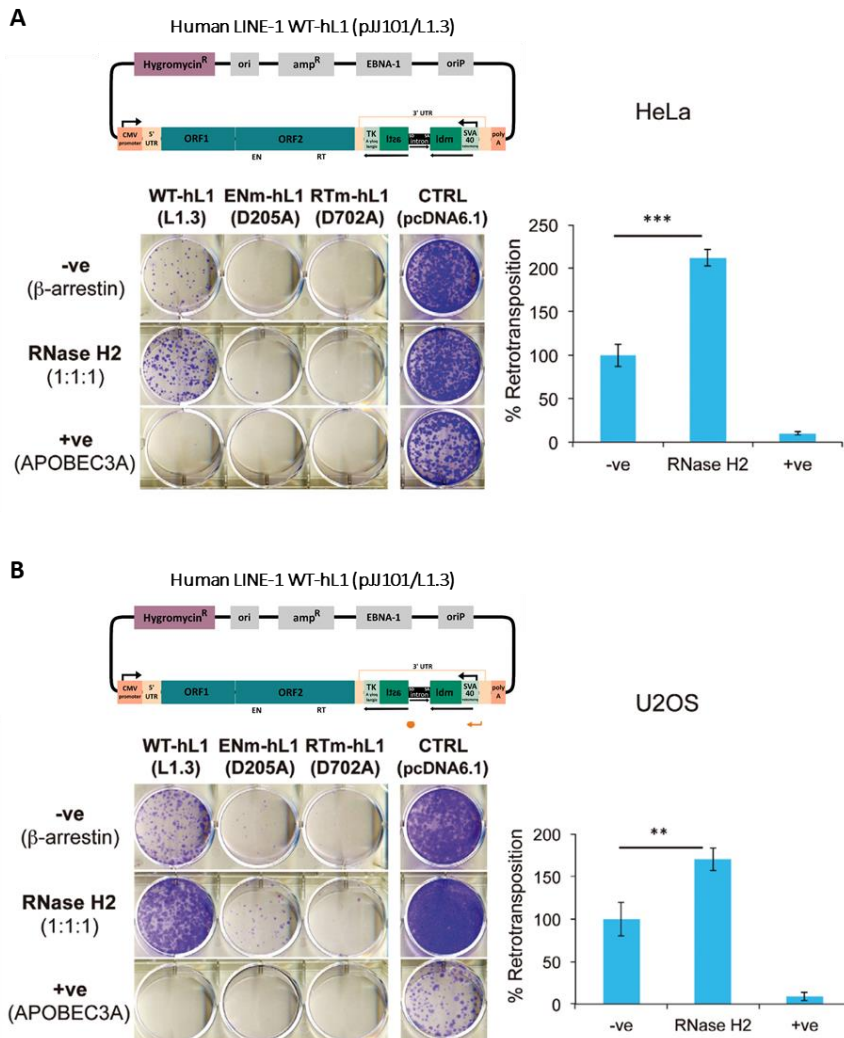 A
Human LINE-1 WT-hL1 (pJJ101/L1.3)
Hygromycin^R ori amp^R EBNA-1 oriP
3' UTR
CMV promoter 5' UTR ORF1 ORF2 TK blast intron ldm SV40 poly A
EN RT
HeLa
WT-hL1 ENm-hL1 RTm-hL1 CTRL
(L1.3) (D205A) (D702A) (pcDNA6.1)
-ve
(β-arrestin)
RNase H2
(1:1:1)
+ve
(APOBEC3A)
% Retrotransposition
250
200
150
100
50
0
***
-ve RNase H2 +ve
B
Human LINE-1 WT-hL1 (pJJ101/L1.3)
Hygromycin^R ori amp^R EBNA-1 oriP
3' UTR
CMV promoter 5' UTR ORF1 ORF2 TK intron poly A
EN RT
U2OS
WT-hL1 ENm-hL1 RTm-hL1 CTRL
(L1.3) (D205A) (D702A) (pcDNA6.1)
-ve
(β-arrestin)
RNase H2
(1:1:1)
+ve
(APOBEC3A)
% Retrotransposition
200
150
100
50
0
**
-ve RNase H2 +ve